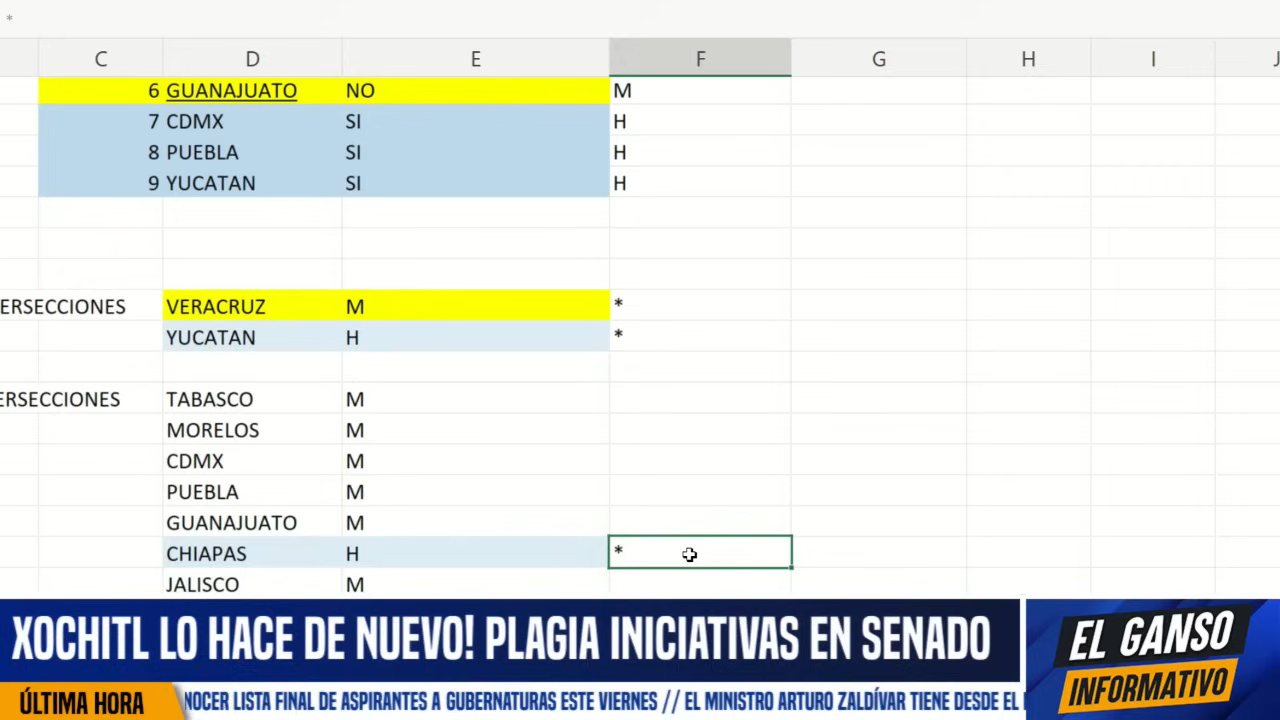 *
C D E F G H I J
6 GUANAJUATO NO M
7 CDMX SI H
8 PUEBLA SI H
9 YUCATAN SI H
ERSECCIONES VERACRUZ M *
YUCATAN H *
ERSECCIONES TABASCO M
MORELOS M
CDMX M
PUEBLA M
GUANAJUATO M
CHIAPAS H *
JALISCO M
XOCHITL LO HACE DE NUEVO! PLAGIA INICIATIVAS EN SENADO
EL GANSO
INFORMATIVO
ÚLTIMA HORA
NOCER LISTA FINAL DE ASPIRANTES A GUBERNATURAS ESTE VIERNES // EL MINISTRO ARTURO ZALDÍVAR TIENE DESDE EL